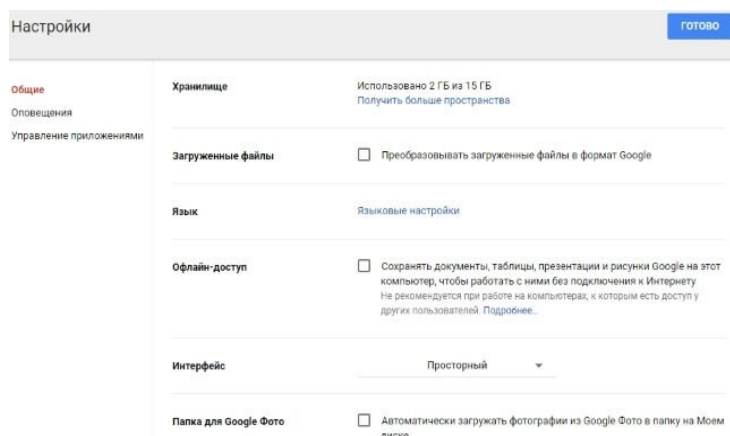 Настройки
ГОТОВО
Общие
Оповещения
Управление приложениями
Хранилище
Использовано 2 ГБ из 15 ГБ
Получить больше пространства
Загруженные файлы
Преобразовывать загруженные файлы в формат Google
Язык
Языковые настройки
Офлайн-доступ
Сохранять документы, таблицы, презентации и рисунки Google на этот
компьютер, чтобы работать с ними без подключения к Интернету
Не рекомендуется при работе на компьютерах, к которым есть доступ у
других пользователей. Подробнее…
Интерфейс
Просторный
Папка для Google Фото
Автоматически загружать фотографии из Google Фото в папку на Моем
диске